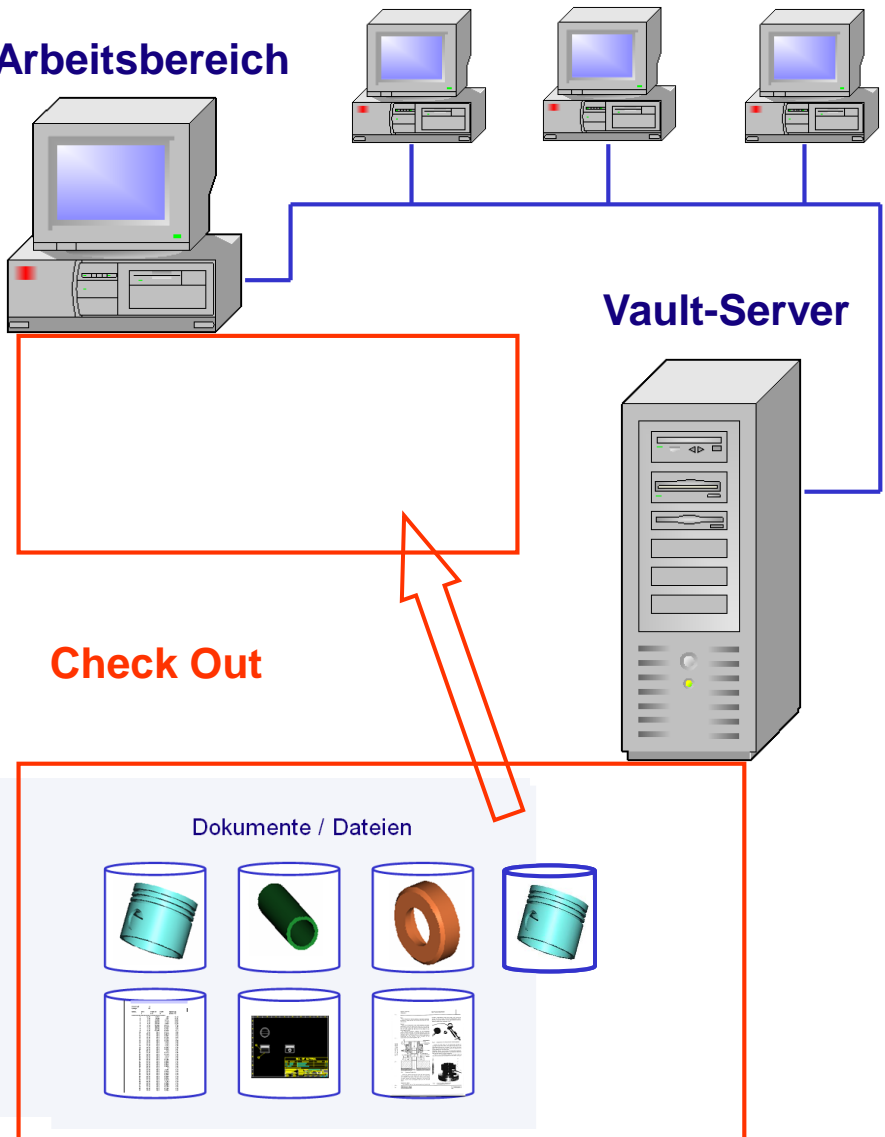 Arbeitsbereich
Vault-Server
Check Out
Dokumente / Dateien